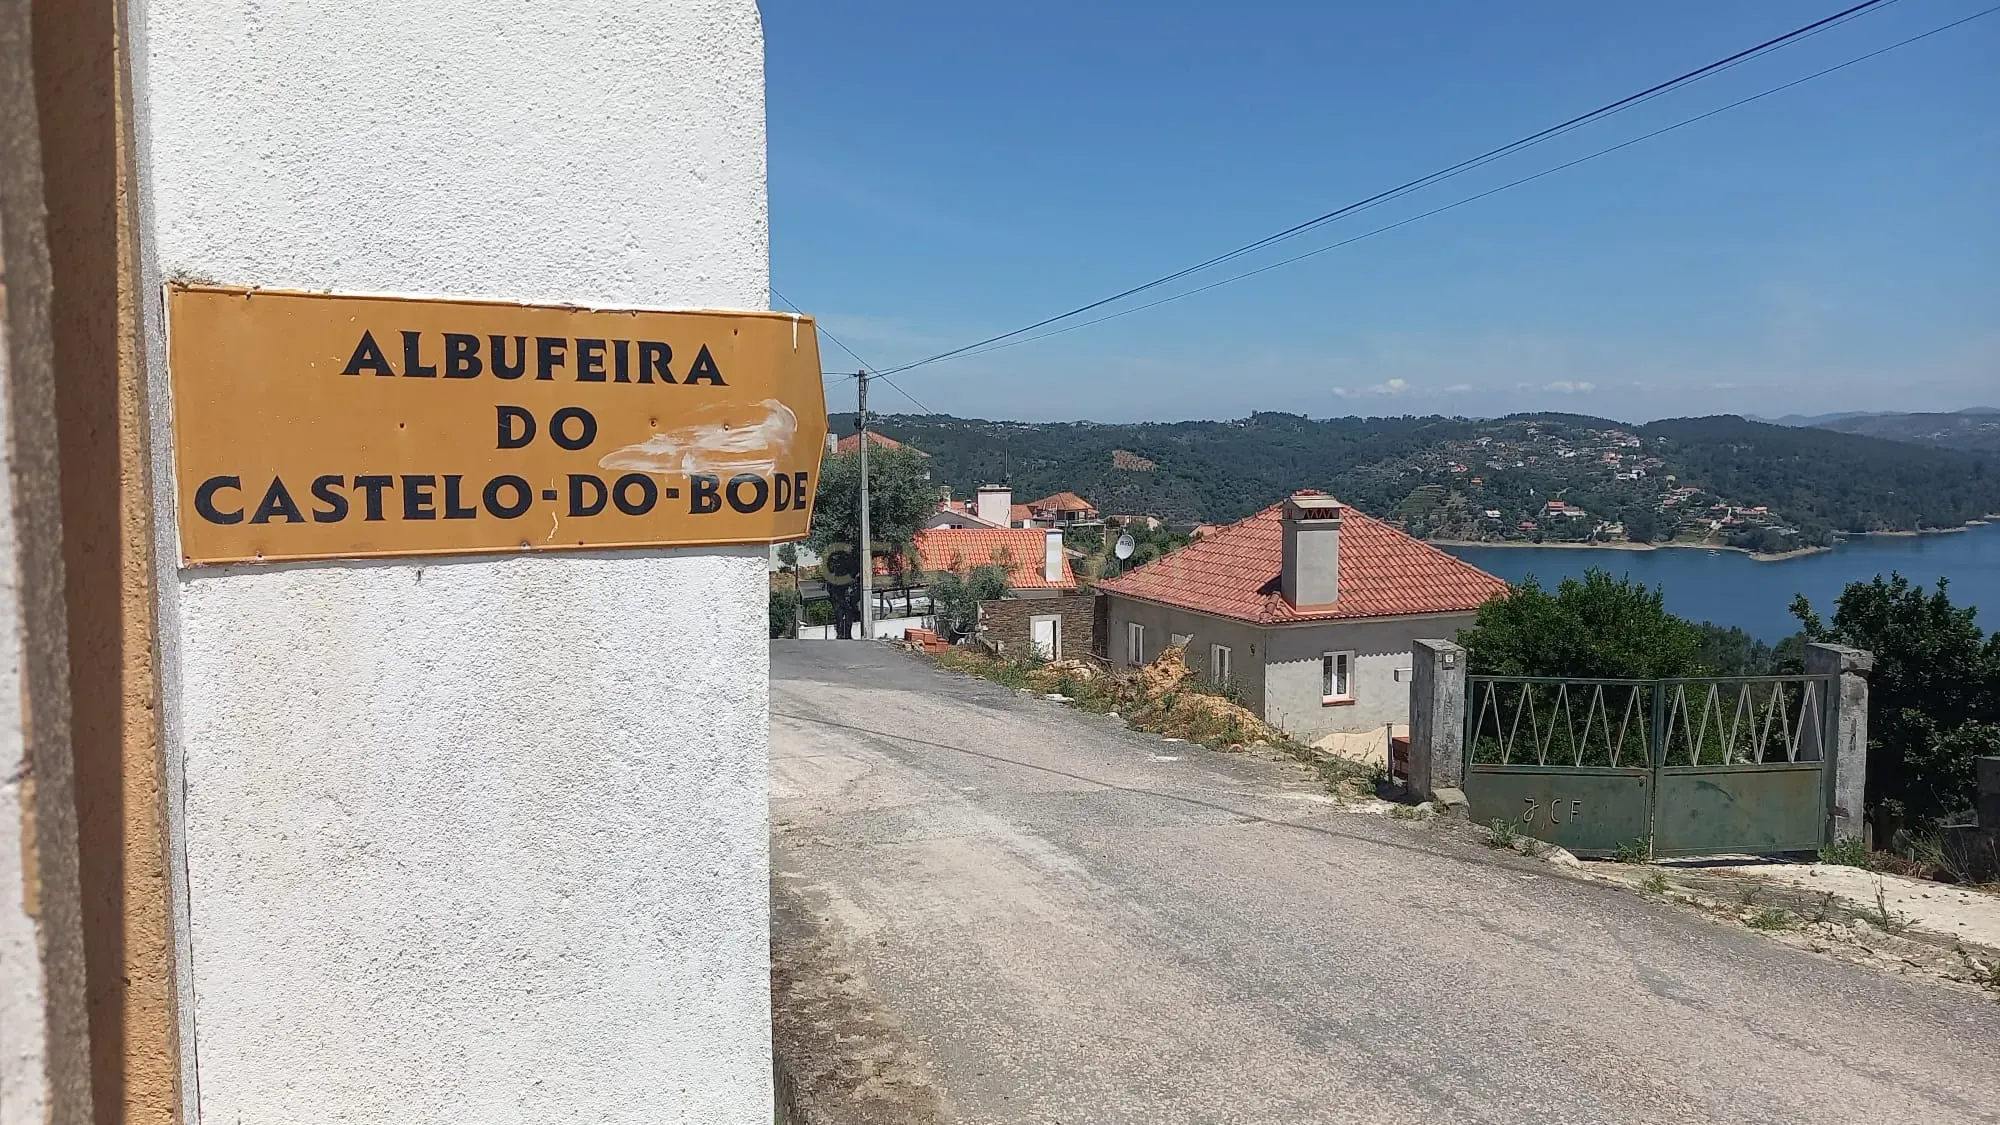 ALBUFEIRA
DO
CASTELO-DO-BODE
J.C F